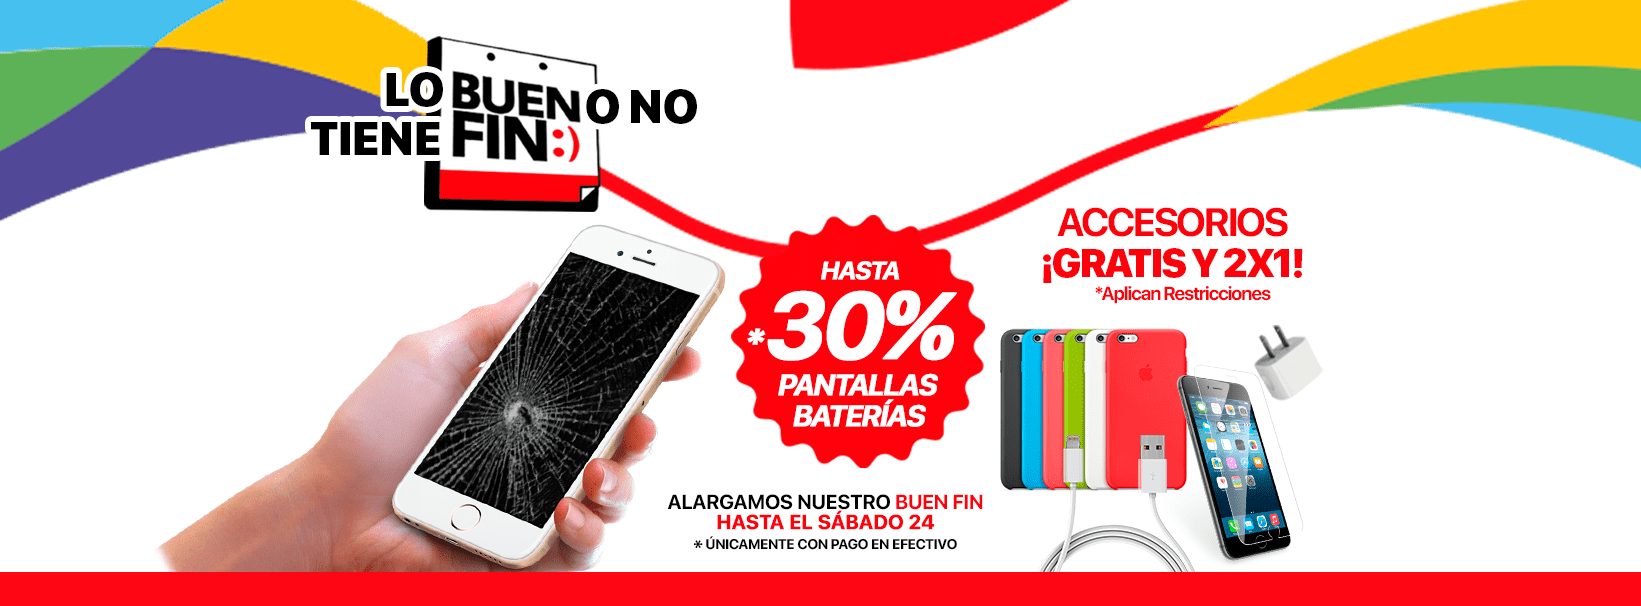 LO BUENO NO
TIENE FIN:)
HASTA
*30%
PANTALLAS
BATERÍAS
ALARGAMOS NUESTRO BUEN FIN
HASTA EL SÁBADO 24
* ÚNICAMENTE CON PAGO EN EFECTIVO
ACCESORIOS
¡GRATIS Y 2X1!
*Aplican Restricciones